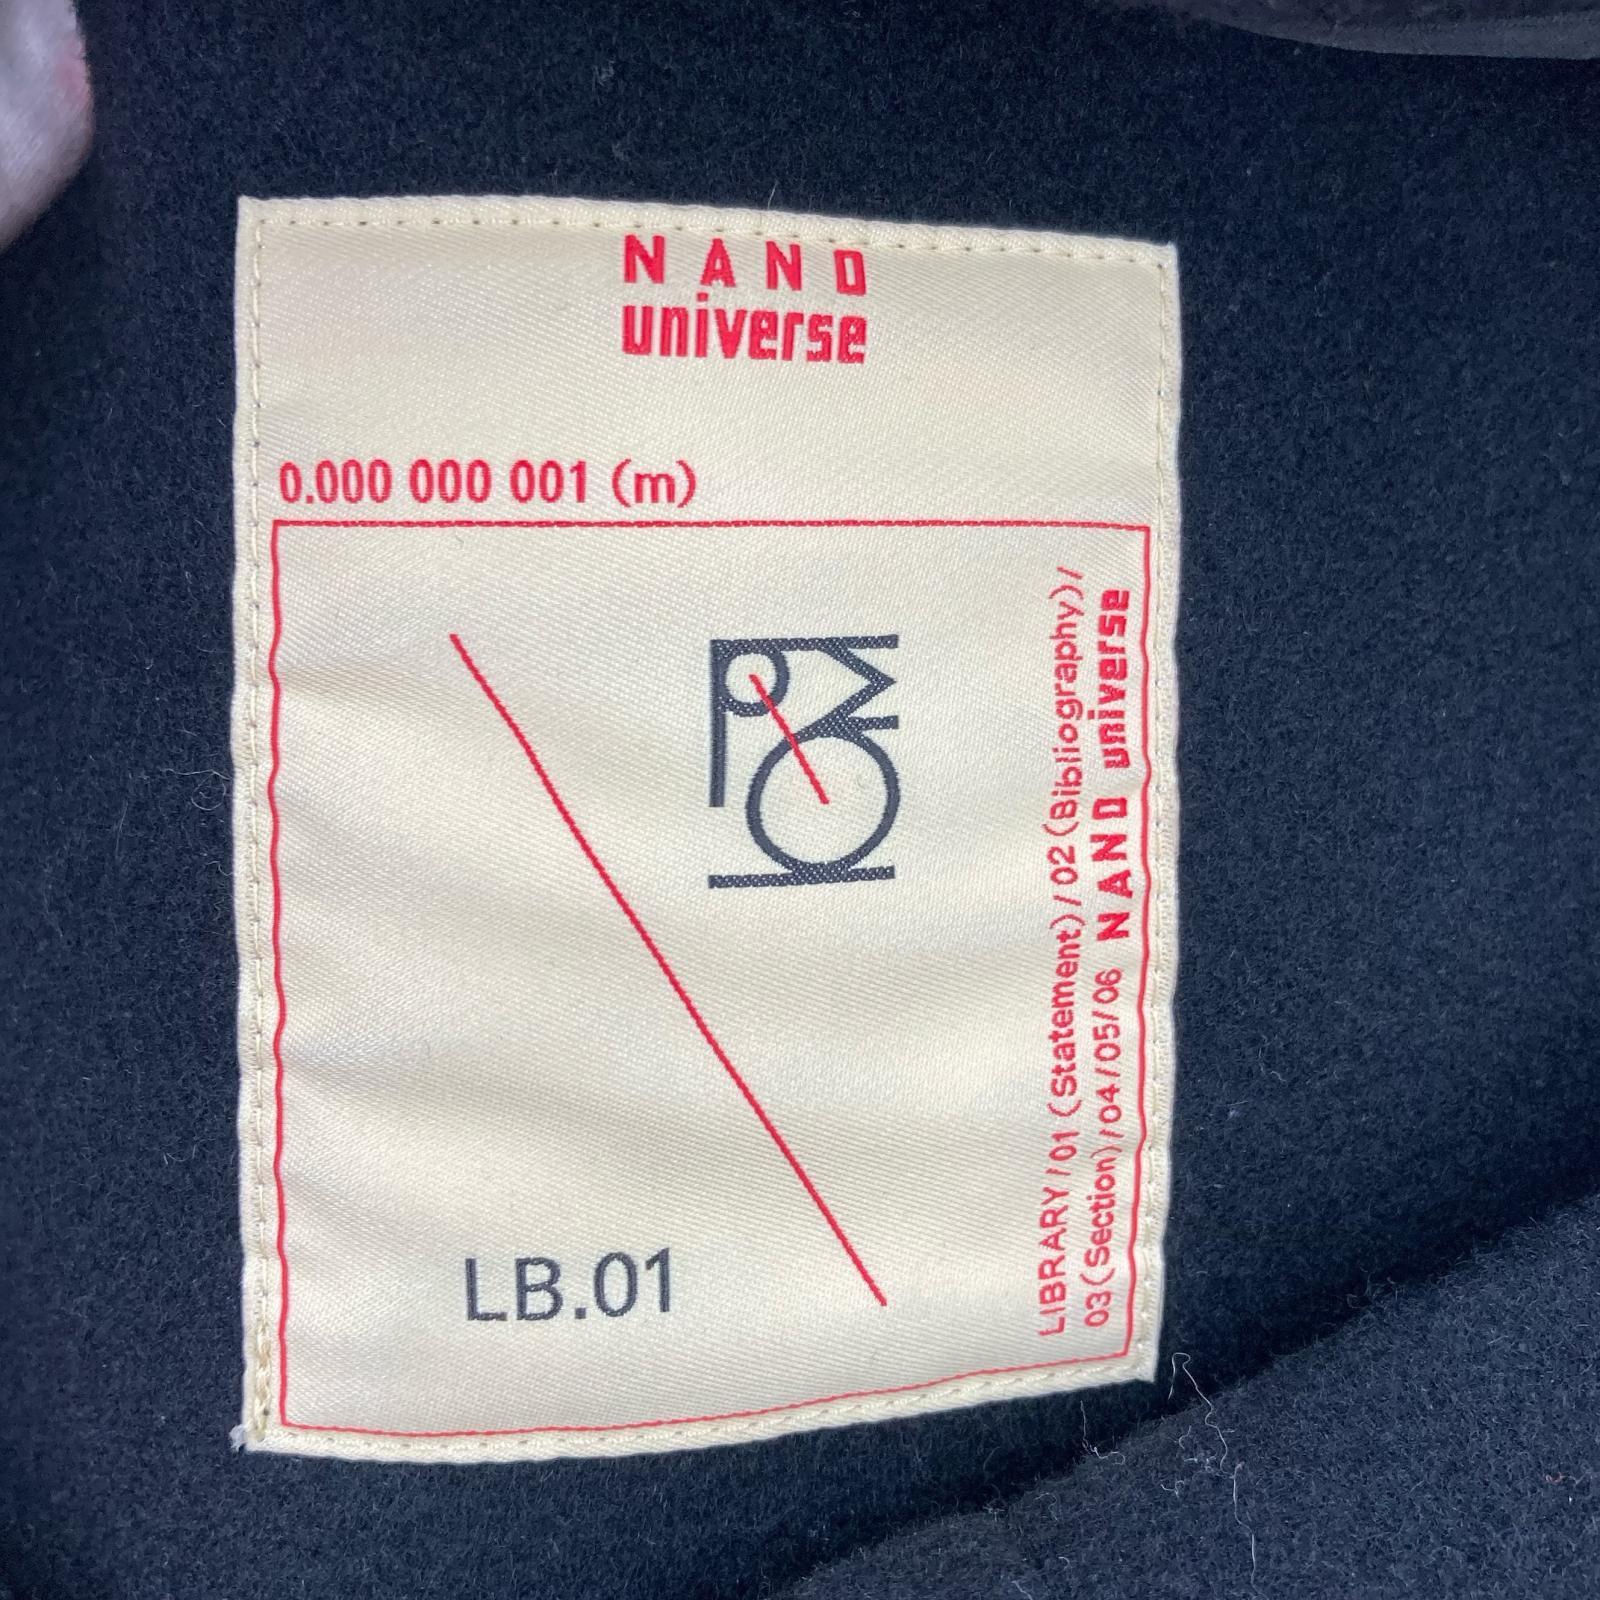 NANO
universe
0.000 000 001 (m)
LIBRARY/01 (Statement)/02 (Bibliography)/
03 (Section)/04/05/06 NANO universe
LB.01